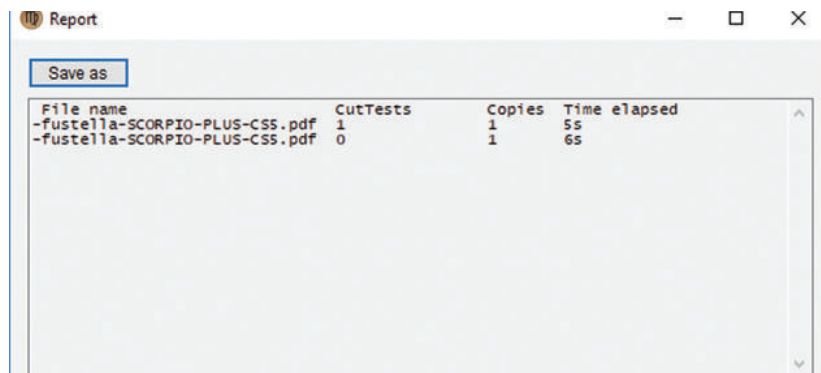 Report
Save as
File name CutTests Copies Time elapsed
-fustella-SCORPIO-PLUS-CS5.pdf 1 1 5s
-fustella-SCORPIO-PLUS-CS5.pdf 0 1 6s